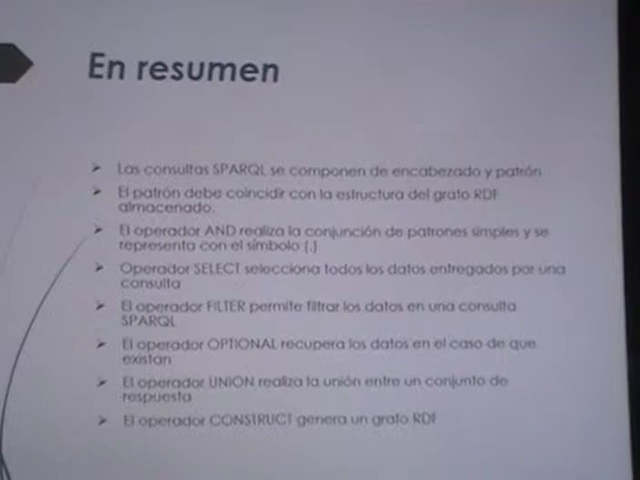 En resumen
Las consultas SPARQL se componen de encabezado y patrón
El patrón debe coincidir con la estructura del grafo RDF
almacenado.
El operador AND realiza la conjunción de patrones simples y se
representa con el símbolo (.)
Operador SELECT selecciona todos los datos entregados por una
consulta
El operador FILTER permite filtrar los datos en una consulta
SPARQL
El operador OPTIONAL recupera los datos en el caso de que
existan
El operador UNION realiza la unión entre un conjunto de
respuesta
El operador CONSTRUCT genera un grafo RDF